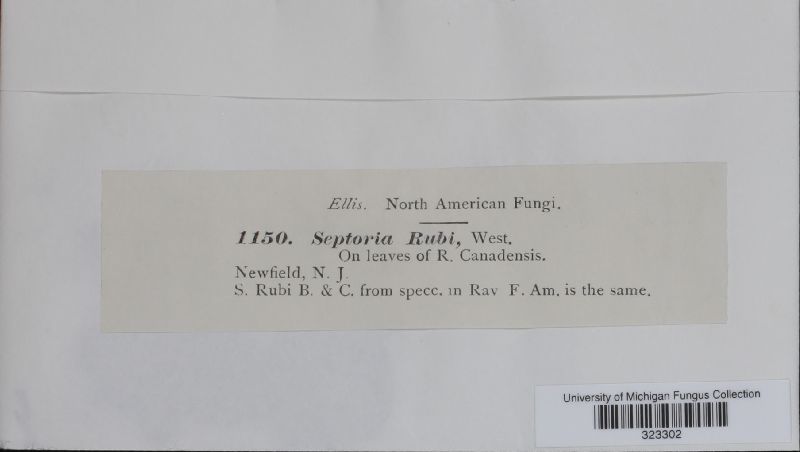 Ellis. North American Fungi.
1150. Septoria Rubi, West.
On leaves of R. Canadensis.
Newfield, N. J.
S. Rubi B. & C. from specc. in Rav F. Am. is the same.
University of Michigan Fungus Collection
323302